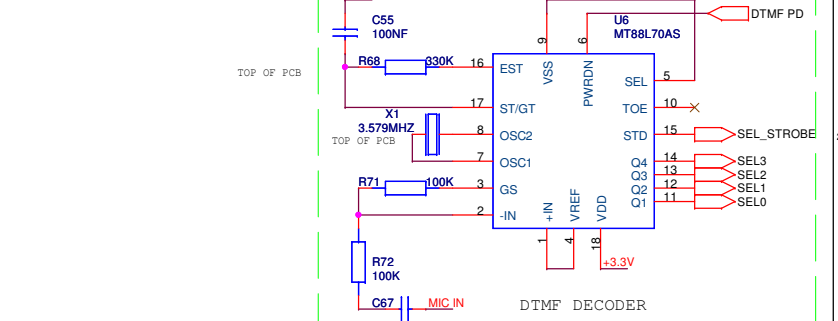 C55
100NF
U6
MT88L70AS
DTMF PD
9
6
R68
330K
16
EST
VSS
PWRDN
SEL
5
TOP OF PCB
17
ST/GT
TOE
10
X1
3.579MHZ
8
OSC2
STD
15
SEL_STROBE
TOP OF PCB
7
OSC1
Q4
14
SEL3
Q3
13
SEL2
R71
100K
3
GS
Q2
12
SEL1
Q1
11
SEL0
2
-IN
+IN
VREF
VDD
1
4
18
R72
100K
+3.3V
C67
MIC IN
DTMF DECODER